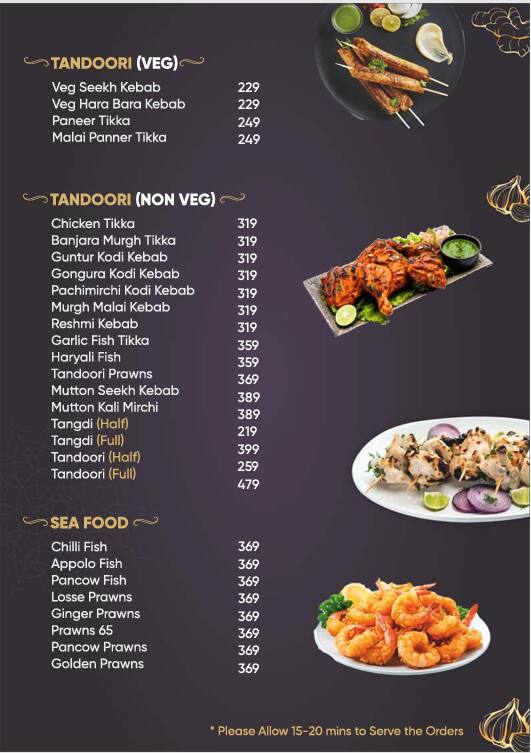 TANDOORI (VEG)
Veg Seekh Kebab 229
Veg Hara Bara Kebab 229
Paneer Tikka 249
Malai Panner Tikka 249
TANDOORI (NON VEG)
Chicken Tikka 319
Banjara Murgh Tikka 319
Guntur Kodi Kebab 319
Gongura Kodi Kebab 319
Pachimirchi Kodi Kebab 319
Murgh Malai Kebab 319
Reshmi Kebab 319
Garlic Fish Tikka 359
Haryali Fish 359
Tandoori Prawns 369
Mutton Seekh Kebab 389
Mutton Kali Mirchi 389
Tangdi (Half) 219
Tangdi (Full) 399
Tandoori (Half) 259
Tandoori (Full) 479
SEA FOOD
Chilli Fish 369
Appolo Fish 369
Pancow Fish 369
Losse Prawns 369
Ginger Prawns 369
Prawns 65 369
Pancow Prawns 369
Golden Prawns 369
* Please Allow 15-20 mins to Serve the Orders